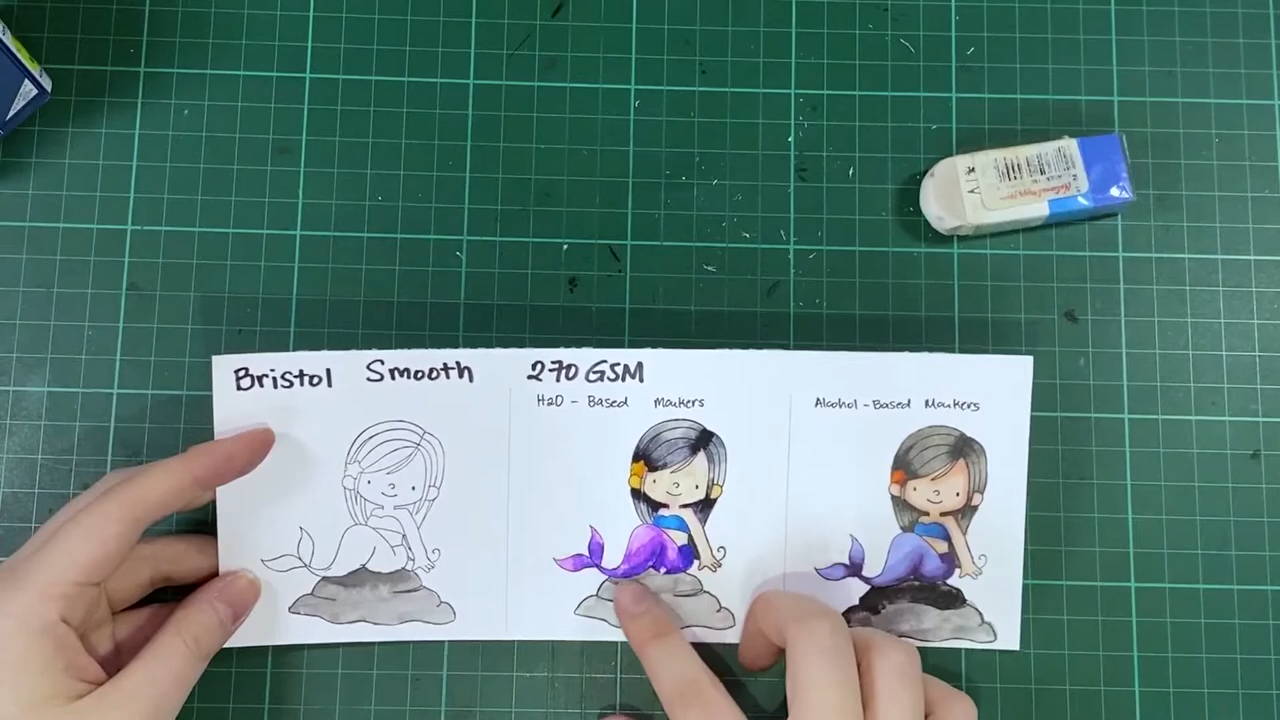 Bristol Smooth 270 GSM
H2O - Based Markers
Alcohol - Based Markers